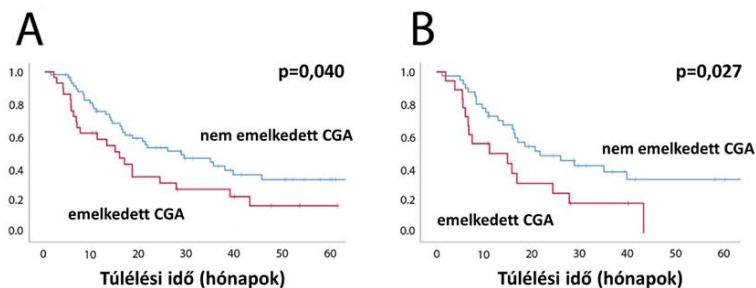 A
p=0,040
1.0
0.8
0.6
0.4
0.2
0.0
nem emelkedett CGA
emelkedett CGA
0 10 20 30 40 50 60
Túlélési idő (hónapok)
B
p=0,027
1.0
0.8
0.6
0.4
0.2
0.0
nem emelkedett CGA
emelkedett CGA
0 10 20 30 40 50 60
Túlélési idő (hónapok)